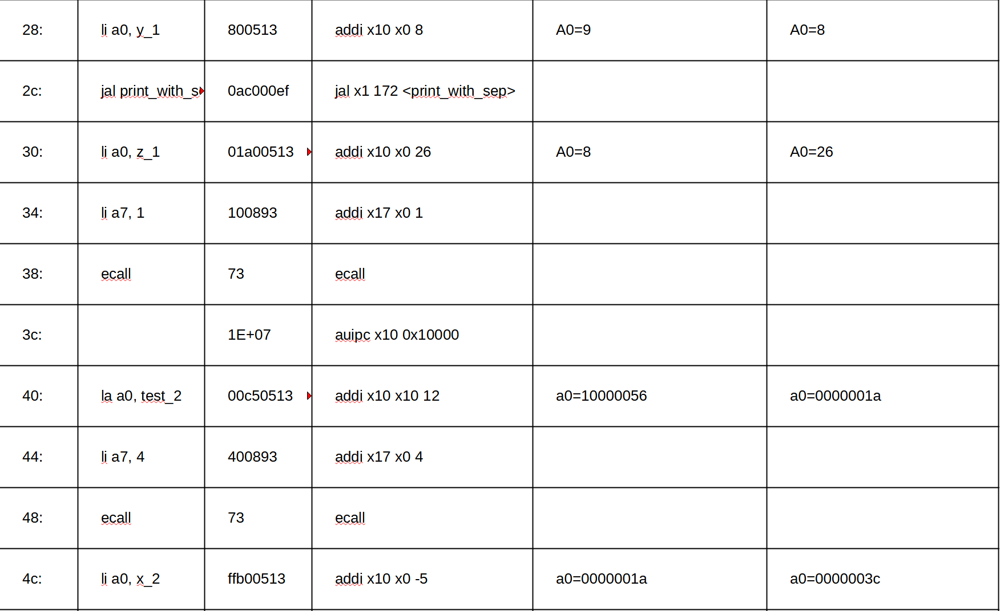 28: li a0, y_1 800513 addi x10 x0 8 A0=9 A0=8
2c: jal print_with_s 0ac000ef jal x1 172 <print_with_sep>
30: li a0, z_1 01a00513 addi x10 x0 26 A0=8 A0=26
34: li a7, 1 100893 addi x17 x0 1
38: ecall 73 ecall
3c: 1E+07 auipc x10 0x10000
40: la a0, test_2 00c50513 addi x10 x10 12 a0=10000056 a0=0000001a
44: li a7, 4 400893 addi x17 x0 4
48: ecall 73 ecall
4c: li a0, x_2 ffb00513 addi x10 x0 -5 a0=0000001a a0=0000003c